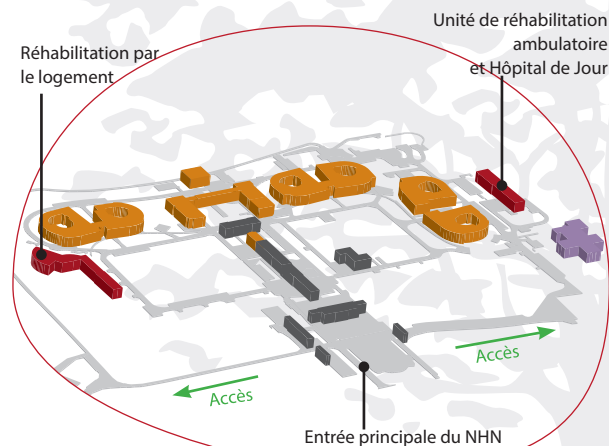 Unité de réhabilitation
ambulatoire
et Hôpital de Jour
Réhabilitation par
le logement
Accès
Accès
Entrée principale du NHN